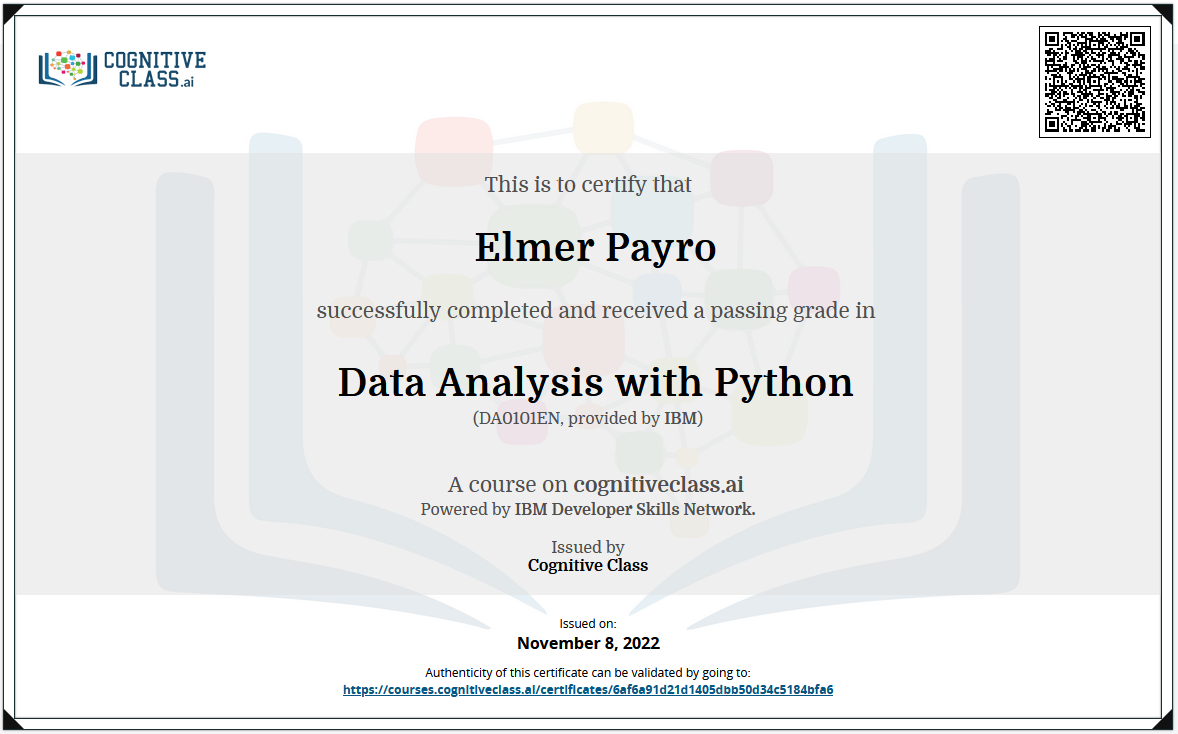 COGNITIVE
CLASS.ai
This is to certify that
Elmer Payro
successfully completed and received a passing grade in
Data Analysis with Python
(DA0101EN, provided by IBM)
A course on cognitiveclass.ai
Powered by IBM Developer Skills Network.
Issued by
Cognitive Class
Issued on:
November 8, 2022
Authenticity of this certificate can be validated by going to:
https://courses.cognitiveclass.ai/certificates/6af6a91d21d1405dbb50d34c5184bfa6